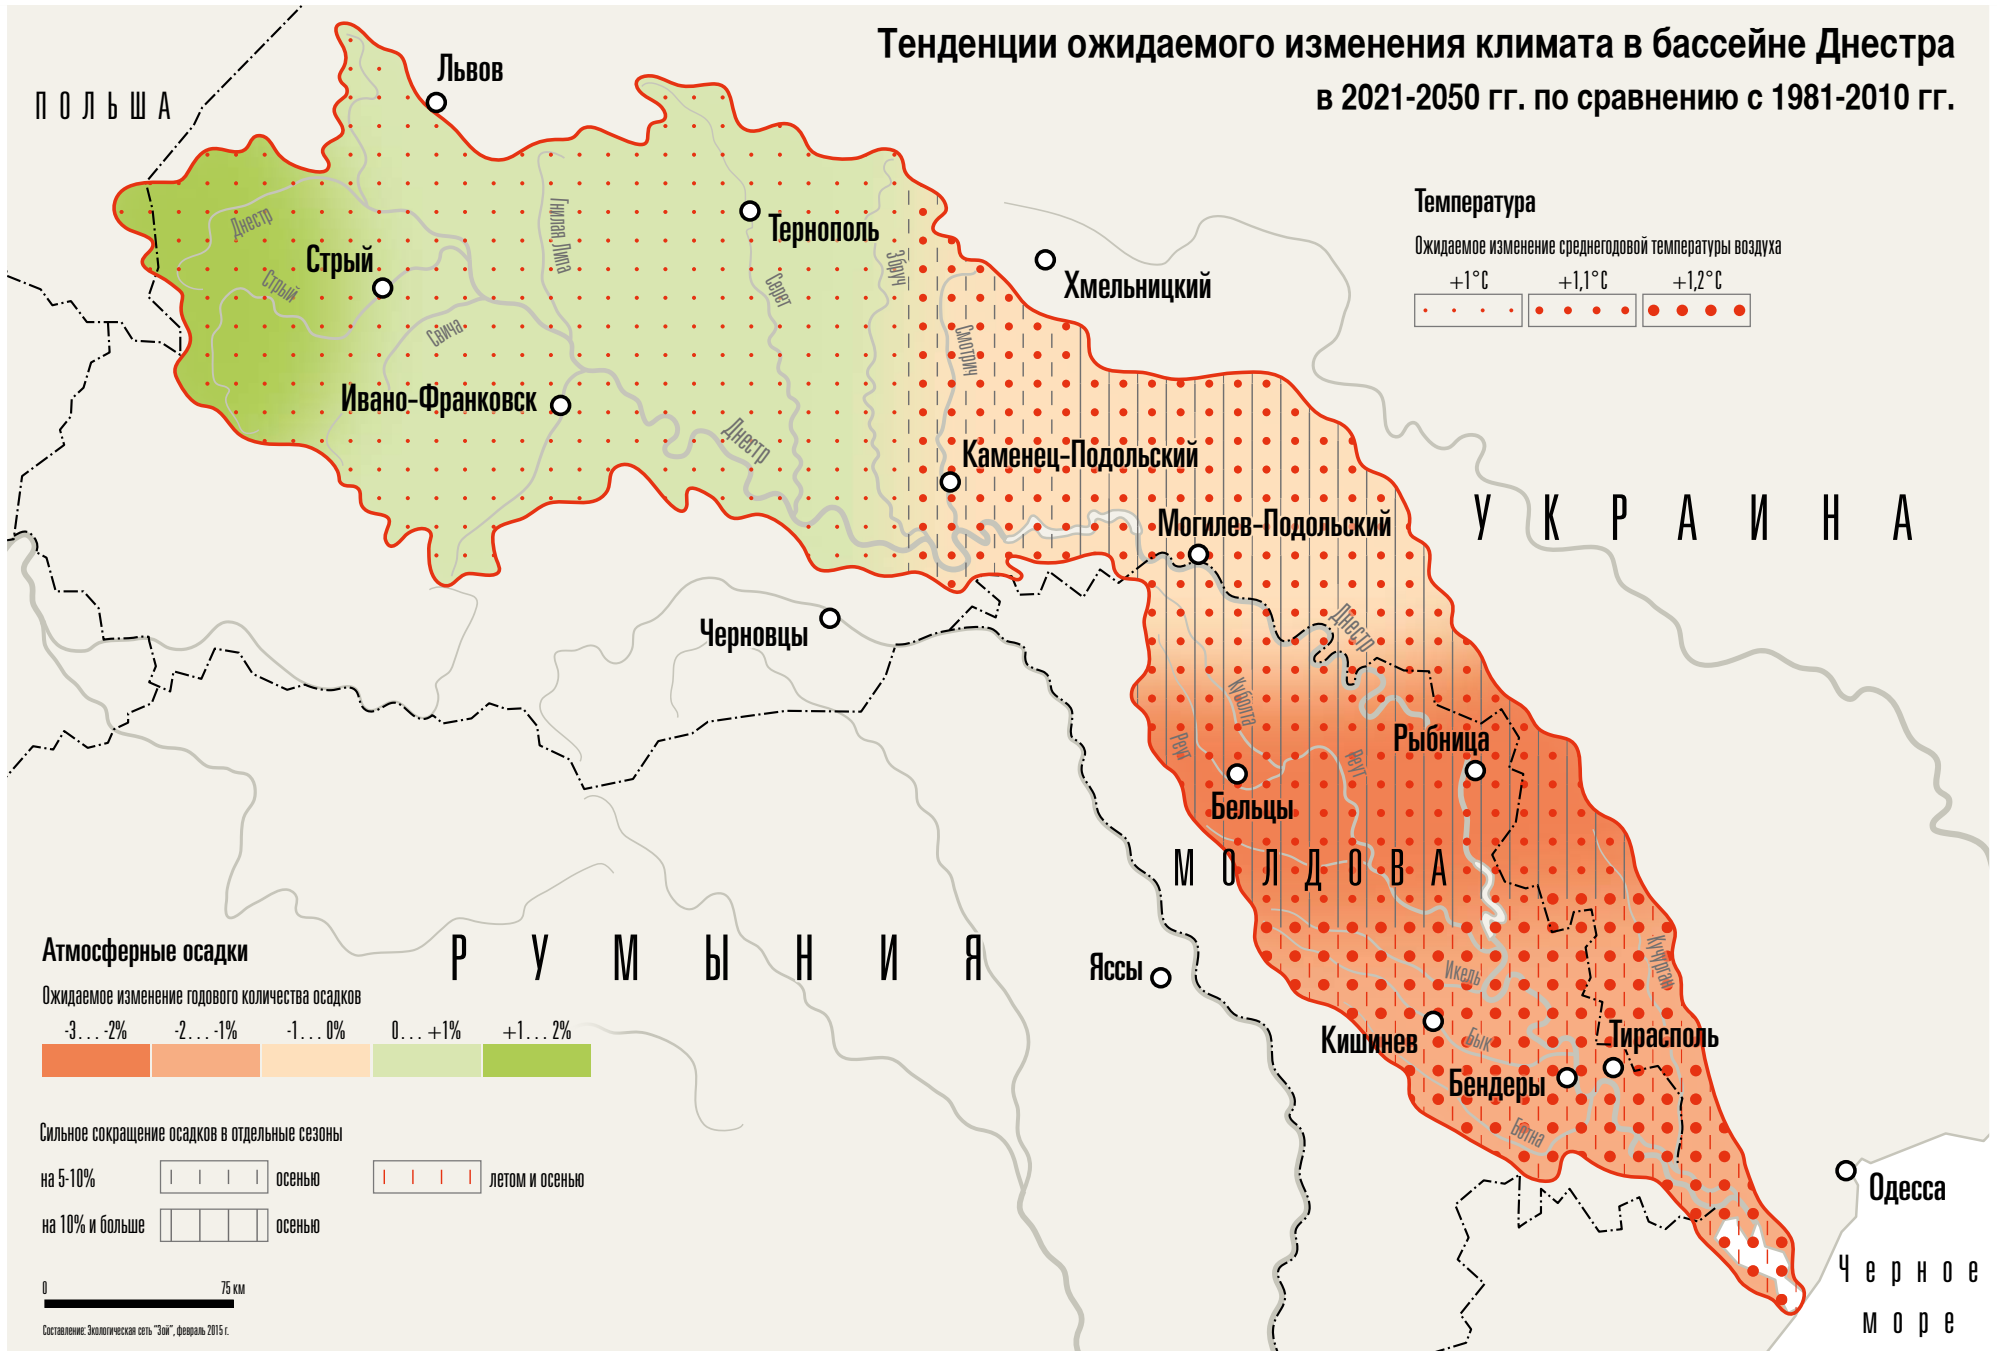 Тенденции ожидаемого изменения климата в бассейне Днестра
в 2021-2050 гг. по сравнению с 1981-2010 гг.
ПОЛЬША
Львов
Днестр
Стрый
Стрый
Гнилая Липа
Тернополь
Серет
Збруч
Свича
Ивано-Франковск
Днестр
Смотрич
Хмельницкий
Температура
Ожидаемое изменение среднегодовой температуры воздуха
+1°C +1,1°C +1,2°C
Каменец-Подольский
УКРАИНА
Могилев-Подольский
Черновцы
Днестр
Куболта
Реут
Реут
Рыбница
Бельцы
МОЛДОВА
РУМЫНИЯ
Яссы
Икель
Кучурган
Кишинев
Бык
Тирасполь
Бендеры
Ботна
Одесса
Черное
море
Атмосферные осадки
Ожидаемое изменение годового количества осадков
-3... -2% -2... -1% -1... 0% 0... +1% +1... 2%
Сильное сокращение осадков в отдельные сезоны
на 5-10% осенью летом и осенью
на 10% и больше осенью
0 75 км
Составление: Экологическая сеть "Зой", февраль 2015 г.